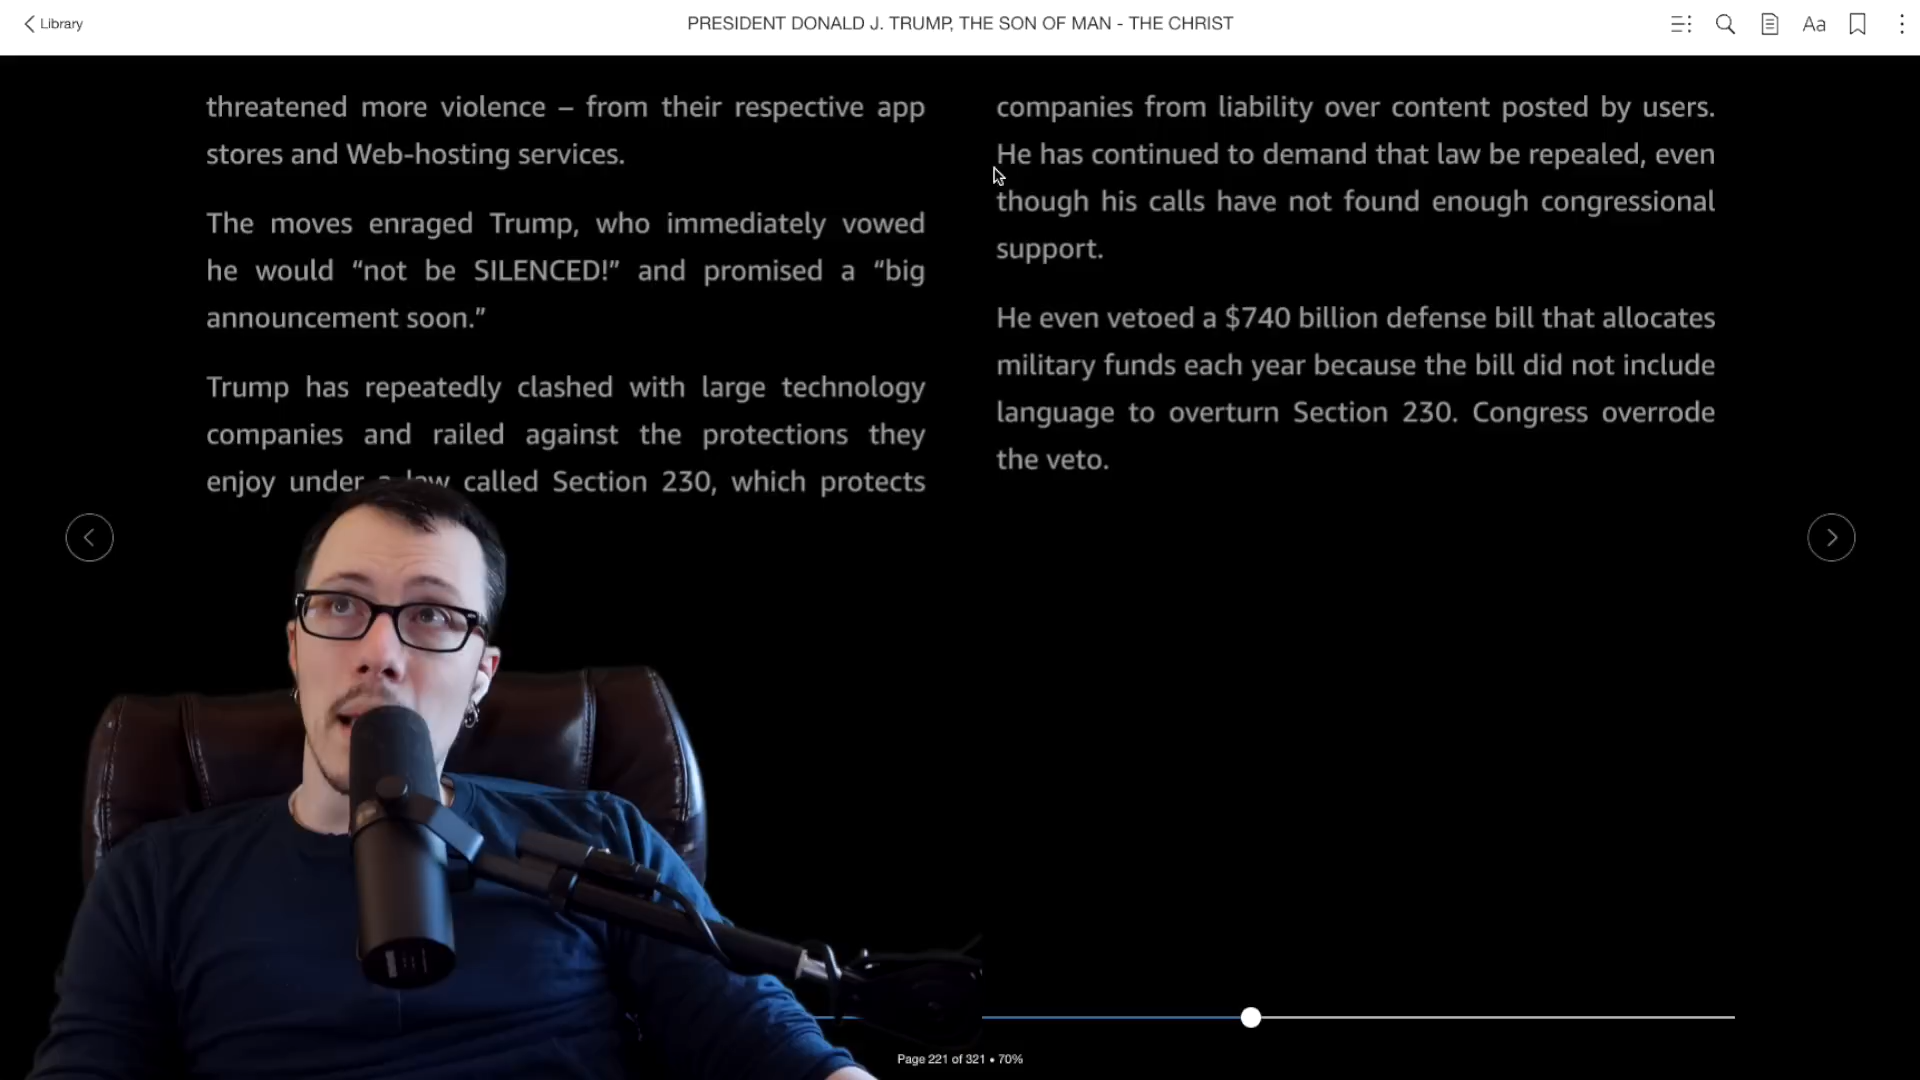 Library
PRESIDENT DONALD J. TRUMP, THE SON OF MAN - THE CHRIST
Aa
threatened more violence – from their respective app
stores and Web-hosting services.
The moves enraged Trump, who immediately vowed
he would “not be SILENCED!” and promised a “big
announcement soon.”
Trump has repeatedly clashed with large technology
companies and railed against the protections they
enjoy under a law called Section 230, which protects
companies from liability over content posted by users.
He has continued to demand that law be repealed, even
though his calls have not found enough congressional
support.
He even vetoed a $740 billion defense bill that allocates
military funds each year because the bill did not include
language to overturn Section 230. Congress overrode
the veto.
Page 221 of 321 • 70%